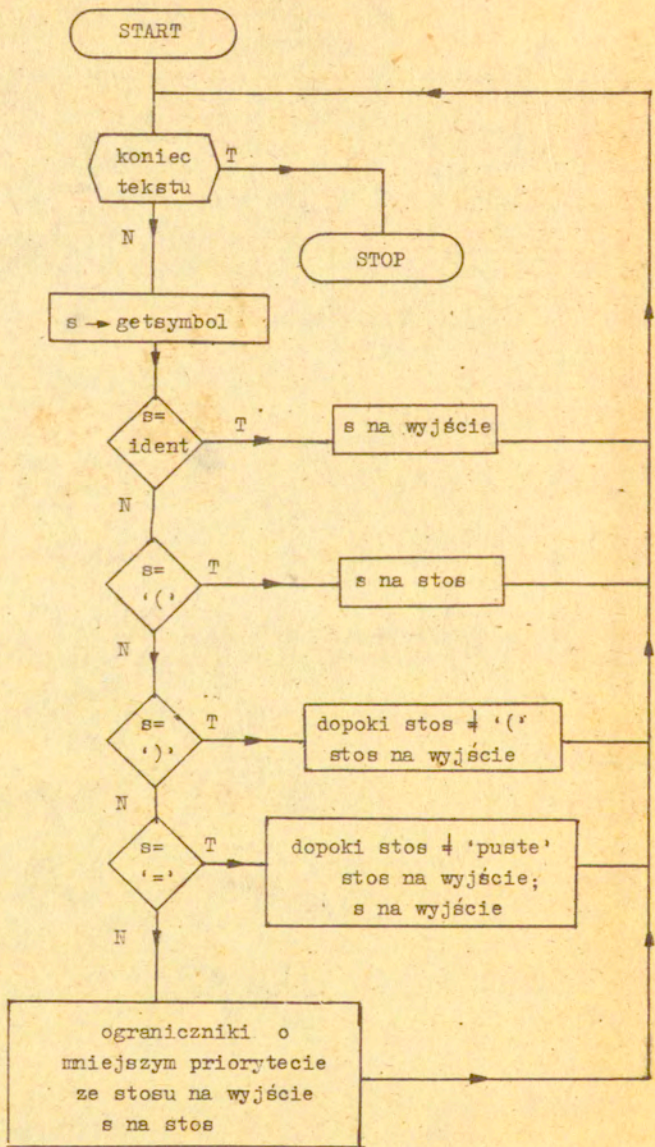 START
koniec
tekstu
T
N
STOP
s → getsymbol
s=
ident
T
s na wyjście
N
s=
'('
T
s na stos
N
s=
')'
T
dopoki stos ≠ '('
stos na wyjście
N
s=
'='
T
dopoki stos ≠ 'puste'
stos na wyjście;
s na wyjście
N
ograniczniki o
mniejszym priorytecie
ze stosu na wyjście
s na stos